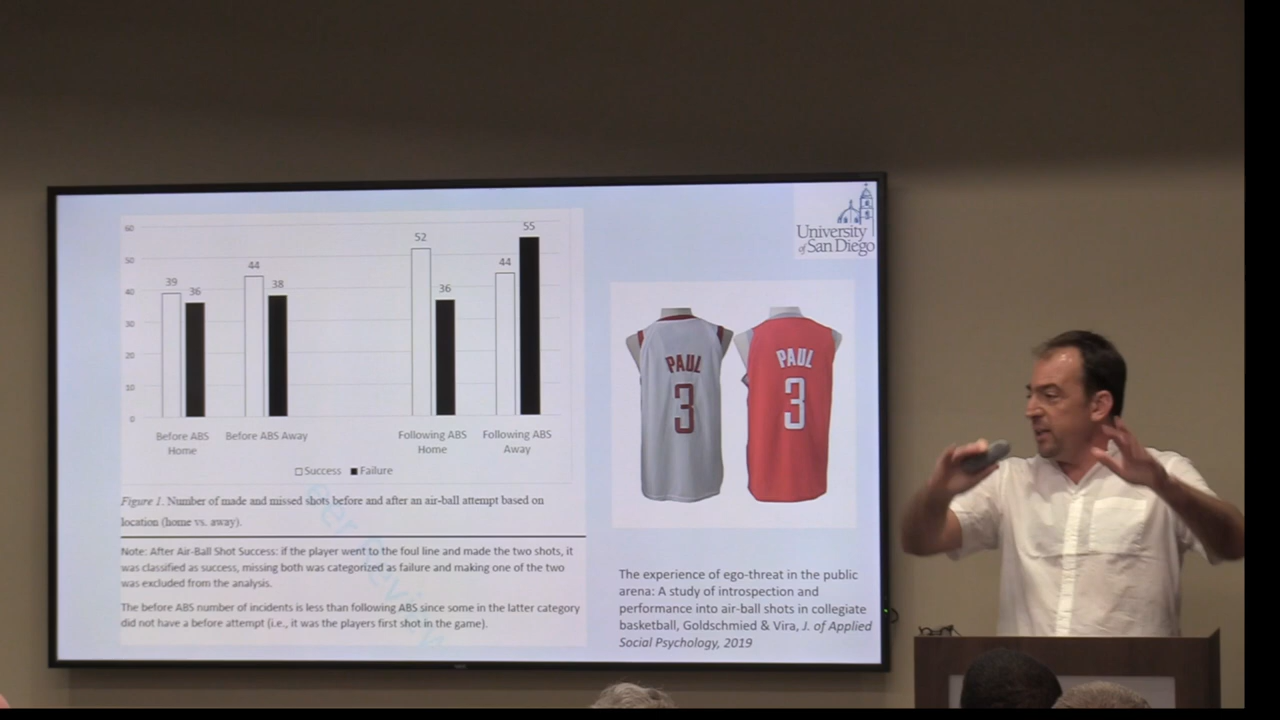 University
of San Diego
60
50
40
30
20
10
0
39
36
44
38
52
36
44
55
Before ABS
Home
Before ABS Away
Following ABS
Home
Following ABS
Away
Success
Failure
Figure 1. Number of made and missed shots before and after an air-ball attempt based on
location (home vs. away).
Note: After Air-Ball Shot Success: if the player went to the foul line and made the two shots, it
was classified as success, missing both was categorized as failure and making one of the two
was excluded from the analysis.
The before ABS number of incidents is less than following ABS since some in the latter category
did not have a before attempt (i.e., it was the players first shot in the game).
PAUL
3
PAUL
3
The experience of ego-threat in the public
arena: A study of introspection and
performance into air-ball shots in collegiate
basketball, Goldschmied & Vira, J. of Applied
Social Psychology, 2019